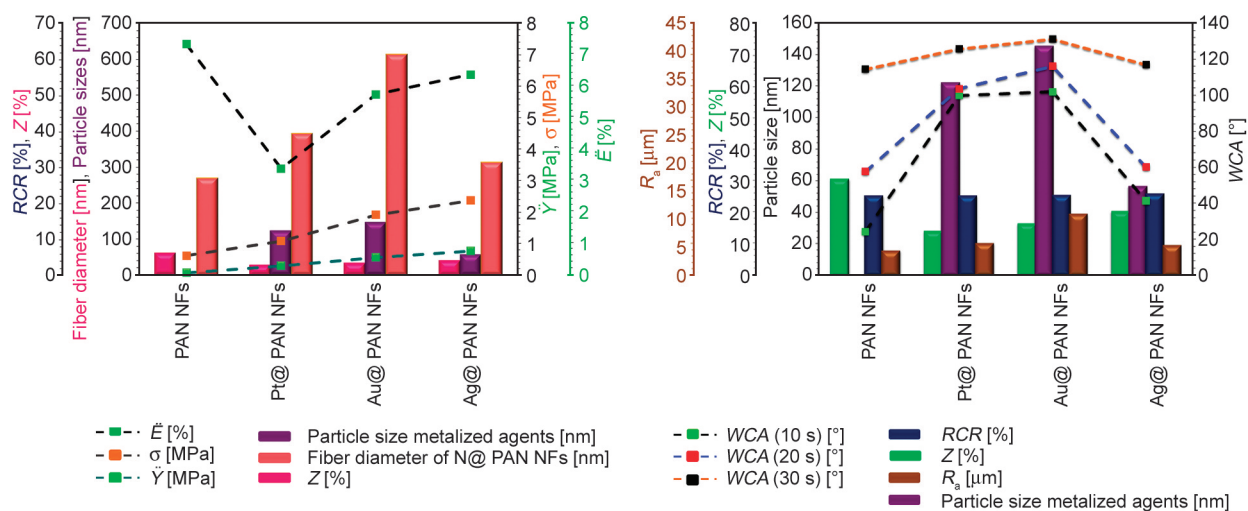 RCR [%], Z [%]
70
60
50
40
30
20
10
0
Fiber diameter [nm], Particle sizes [nm]
700
600
500
400
300
200
100
0
8
7
6
5
4
3
2
1
0
Ÿ [MPa], σ [MPa]
8
7
6
5
4
3
2
1
0
Ë [%]
PAN NFs
Pt@ PAN NFs
Au@ PAN NFs
Ag@ PAN NFs
Ë [%]
σ [MPa]
Ÿ [MPa]
Particle size metalized agents [nm]
Fiber diameter of N@ PAN NFs [nm]
Z [%]
Ra [µm]
45
40
35
30
25
20
15
10
5
0
RCR [%], Z [%]
80
70
60
50
40
30
20
10
0
Particle size [nm]
160
140
120
100
80
60
40
20
0
140
120
100
80
60
40
20
0
WCA [°]
PAN NFs
Pt@ PAN NFs
Au@ PAN NFs
Ag@ PAN NFs
WCA (10 s) [°]
WCA (20 s) [°]
WCA (30 s) [°]
RCR [%]
Z [%]
Ra [µm]
Particle size metalized agents [nm]